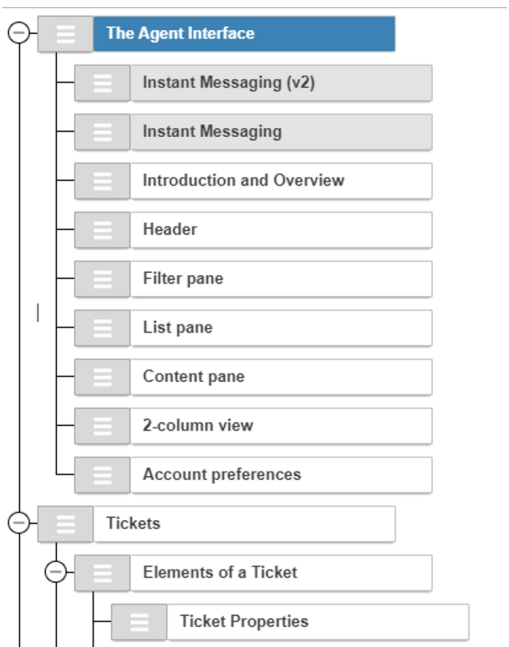 The Agent Interface
Instant Messaging (v2)
Instant Messaging
Introduction and Overview
Header
Filter pane
List pane
Content pane
2-column view
Account preferences
Tickets
Elements of a Ticket
Ticket Properties